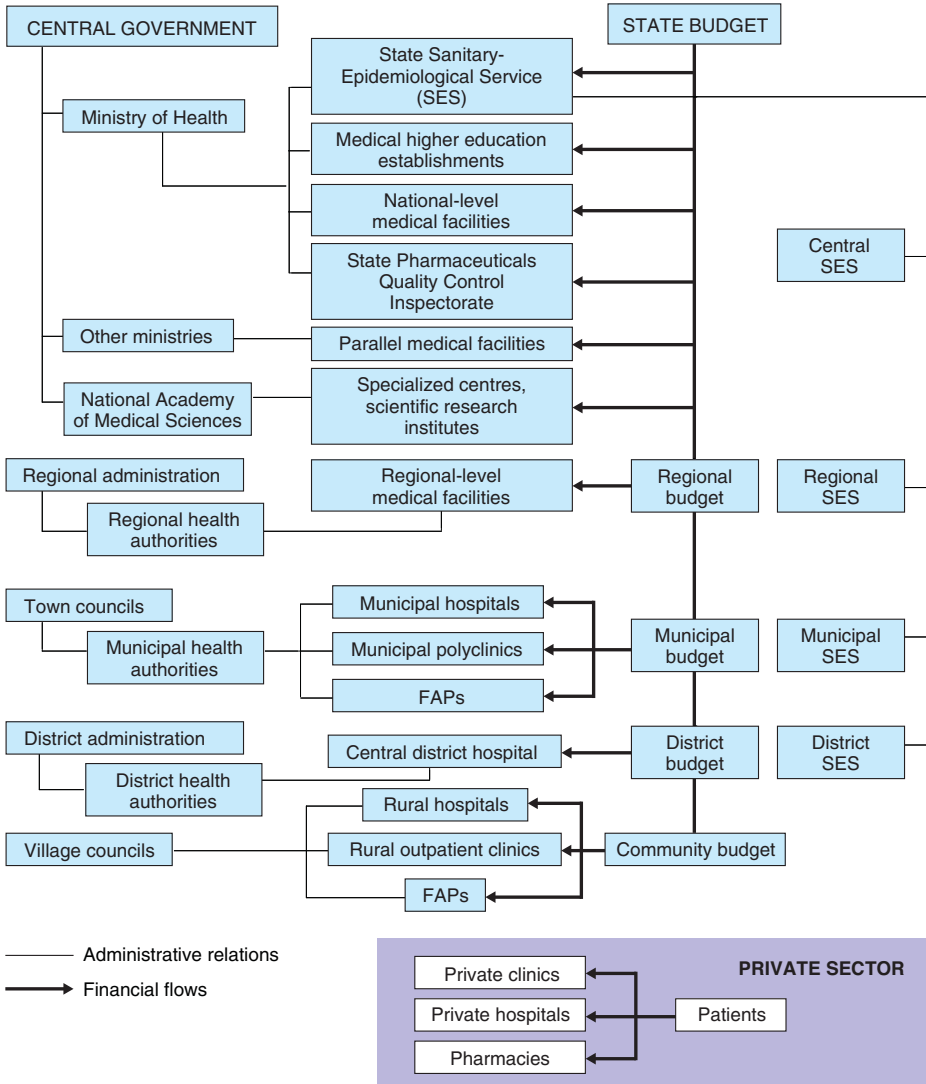 CENTRAL GOVERNMENT
STATE BUDGET
State Sanitary-
Epidemiological Service
(SES)
Ministry of Health
Medical higher education
establishments
National-level
medical facilities
Central
SES
State Pharmaceuticals
Quality Control
Inspectorate
Other ministries
Parallel medical facilities
National Academy
of Medical Sciences
Specialized centres,
scientific research
institutes
Regional administration
Regional-level
medical facilities
Regional
budget
Regional
SES
Regional health
authorities
Town councils
Municipal hospitals
Municipal health
authorities
Municipal polyclinics
Municipal
budget
Municipal
SES
FAPs
District administration
Central district hospital
District
budget
District
SES
District health
authorities
Rural hospitals
Village councils
Rural outpatient clinics
Community budget
FAPs
Administrative relations
Financial flows
PRIVATE SECTOR
Private clinics
Private hospitals
Patients
Pharmacies